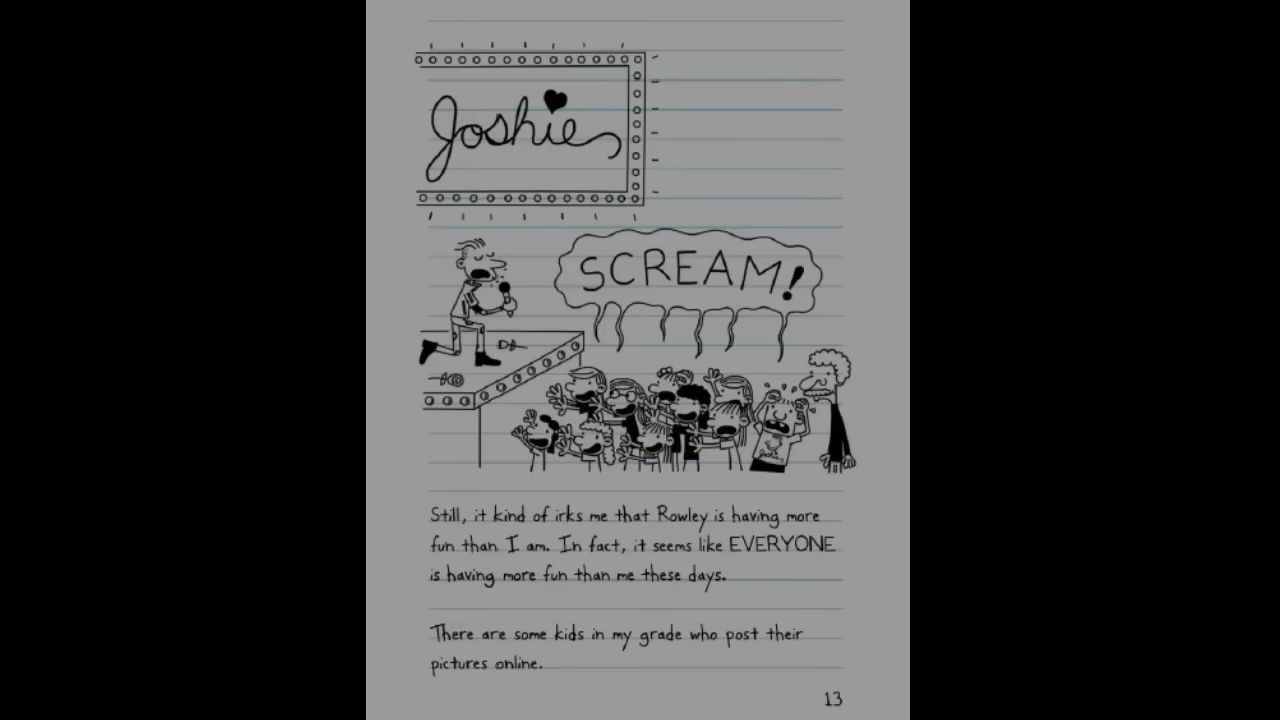 Joshie
SCREAM!
Joshie
Still, it kind of irks me that Rowley is having more
fun than I am. In fact, it seems like EVERYONE
is having more fun than me these days.
There are some kids in my grade who post their
pictures online.
13